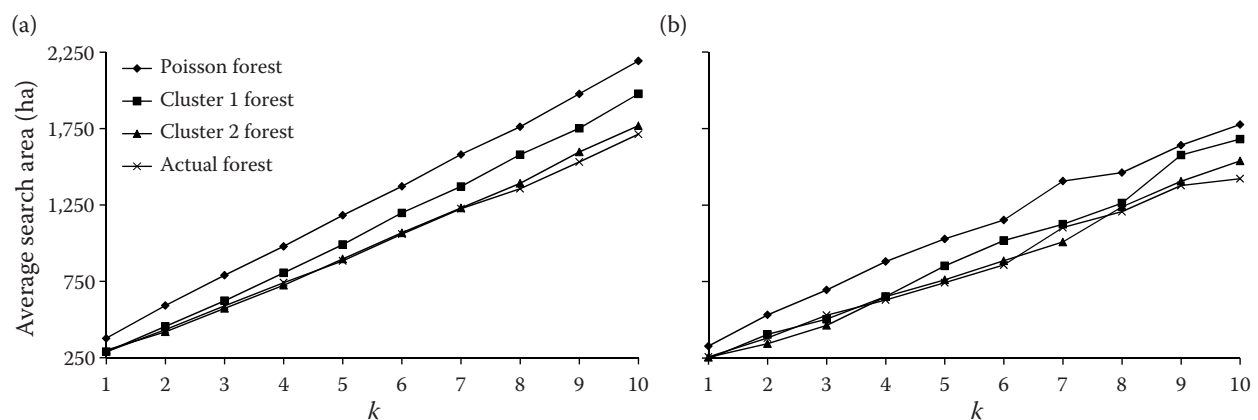 (a)
Average search area (ha)
2,250
1,750
1,250
750
250
Poisson forest
Cluster 1 forest
Cluster 2 forest
Actual forest
1 2 3 4 5 6 7 8 9 10
k
(b)
1 2 3 4 5 6 7 8 9 10
k